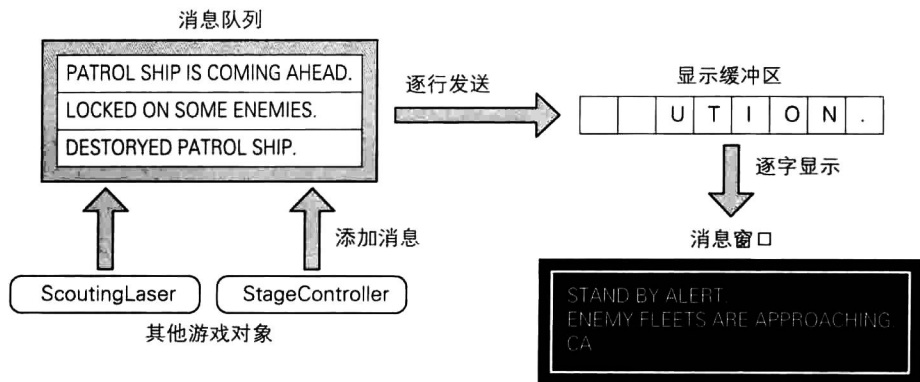 消息队列
PATROL SHIP IS COMING AHEAD.
LOCKED ON SOME ENEMIES.
DESTORYED PATROL SHIP.
逐行发送
显示缓冲区
U T I O N .
逐字显示
添加消息
消息窗口
ScoutingLaser
StageController
其他游戏对象
STAND BY ALERT.
ENEMY FLEETS ARE APPROACHING.
CA